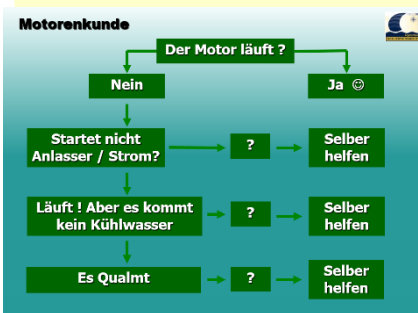 Motorenkunde
Der Motor läuft ?
Nein
Ja ☺
Startet nicht
Anlasser / Strom?
?
Selber
helfen
Läuft ! Aber es kommt
kein Kühlwasser
?
Selber
helfen
Es Qualmt
?
Selber
helfen